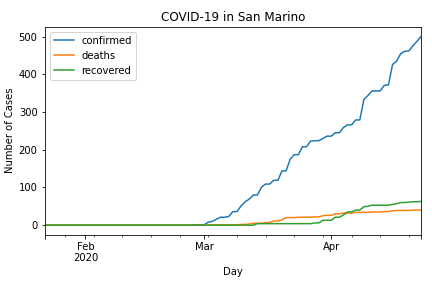 COVID-19 in San Marino
confirmed
deaths
recovered
Number of Cases
500
400
300
200
100
0
Feb
2020
Mar
Apr
Day